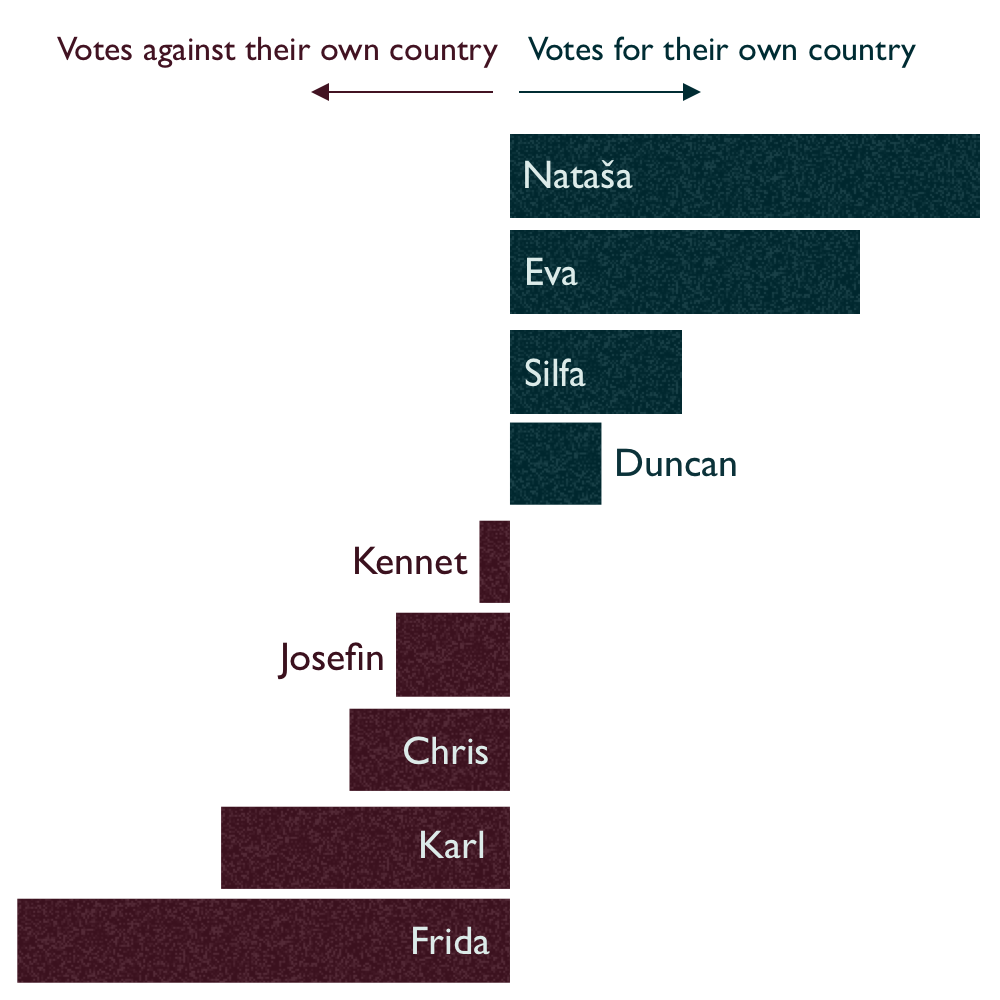 Votes against their own country
Votes for their own country
Nataša
Eva
Silfa
Duncan
Kennet
Josefin
Chris
Karl
Frida